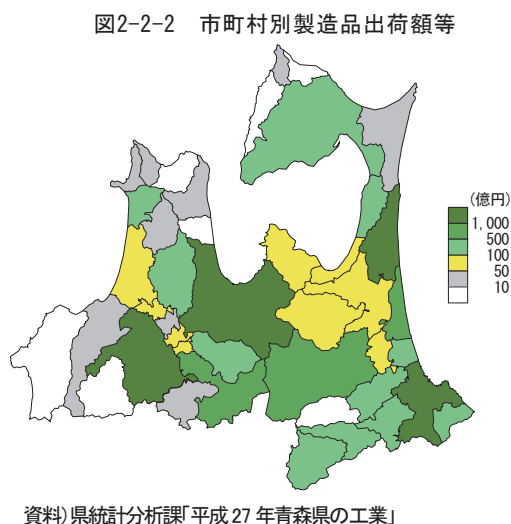 図2-2-2 市町村別製造品出荷額等
(億円)
1,000
500
100
50
10
資料)県統計分析課｢平成27年青森県の工業｣